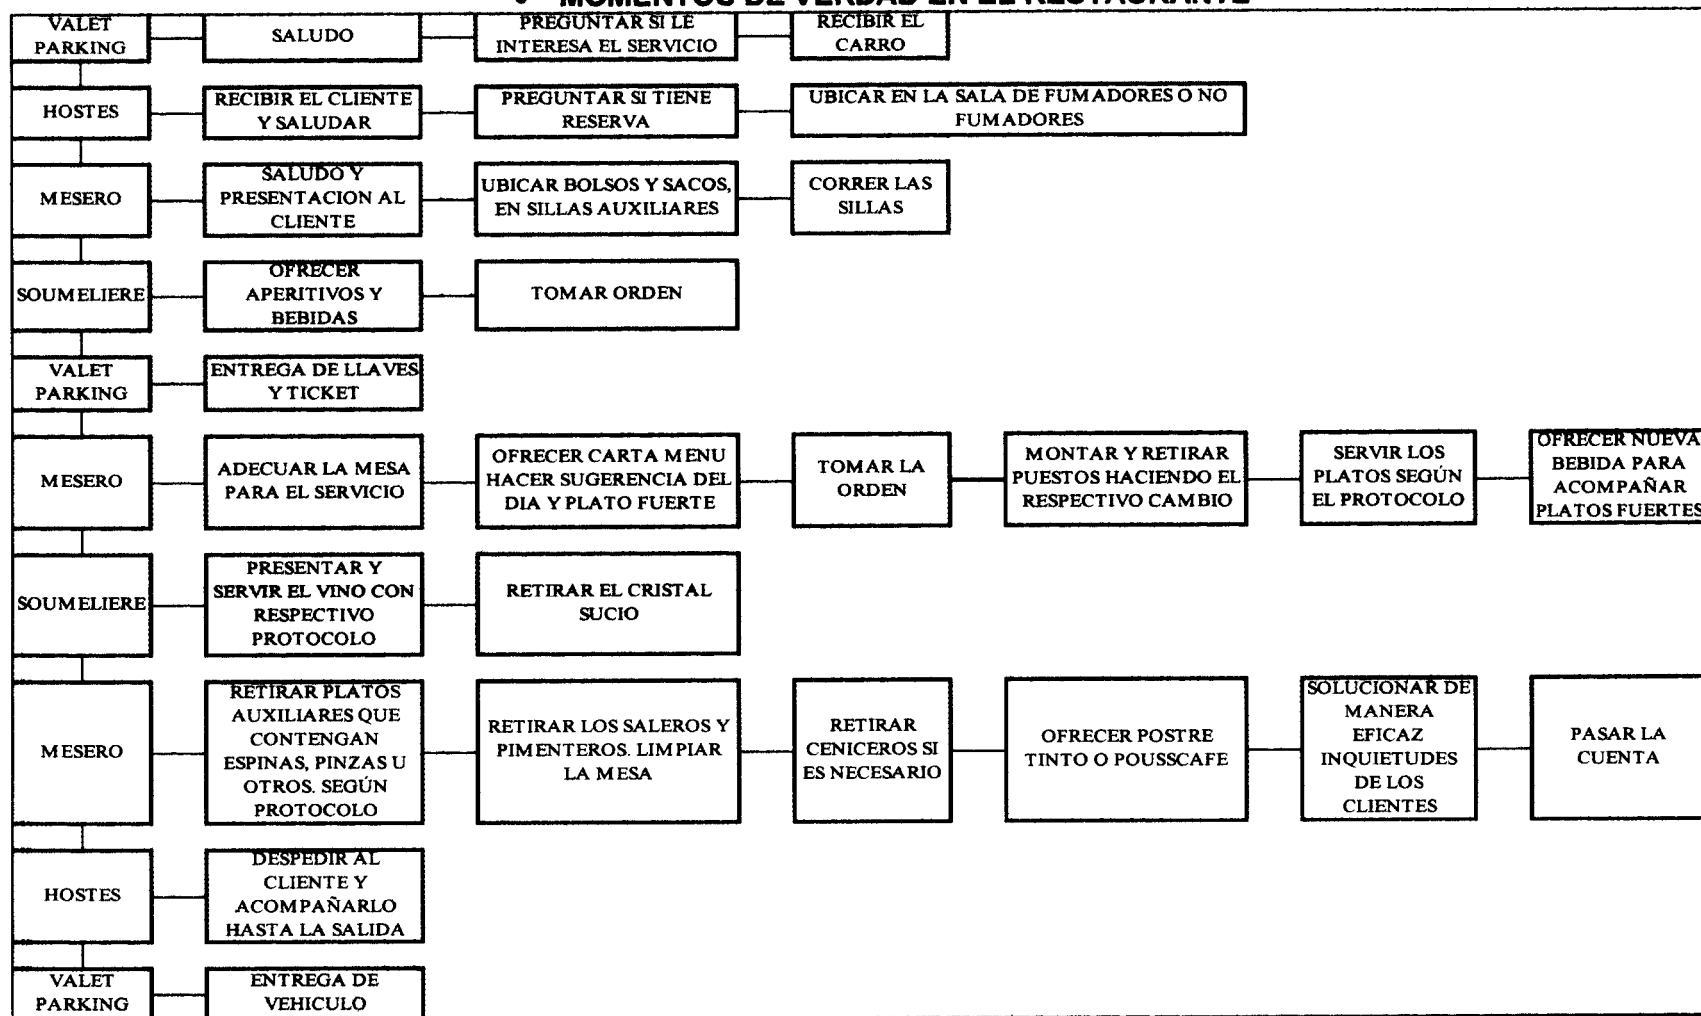 • MOMENTOS DE VERDAD EN EL RESTAURANTE
VALET
PARKING
SALUDO
PREGUNTAR SI LE
INTERESA EL SERVICIO
RECIBIR EL
CARRO
HOSTES
RECIBIR EL CLIENTE
Y SALUDAR
PREGUNTAR SI TIENE
RESERVA
UBICAR EN LA SALA DE FUMADORES O NO
FUMADORES
MESERO
SALUDO Y
PRESENTACION AL
CLIENTE
UBICAR BOLSOS Y SACOS,
EN SILLAS AUXILIARES
CORRER LAS
SILLAS
SOUMELIERE
OFRECER
APERITIVOS Y
BEBIDAS
TOMAR ORDEN
VALET
PARKING
ENTREGA DE LLAVES
Y TICKET
MESERO
ADECUAR LA MESA
PARA EL SERVICIO
OFRECER CARTA MENU
HACER SUGERENCIA DEL
DIA Y PLATO FUERTE
TOMAR LA
ORDEN
MONTAR Y RETIRAR
PUESTOS HACIENDO EL
RESPECTIVO CAMBIO
SERVIR LOS
PLATOS SEGÚN
EL PROTOCOLO
OFRECER NUEVA
BEBIDA PARA
ACOMPAÑAR
PLATOS FUERTES
SOUMELIERE
PRESENTAR Y
SERVIR EL VINO CON
RESPECTIVO
PROTOCOLO
RETIRAR EL CRISTAL
SUCIO
MESERO
RETIRAR PLATOS
AUXILIARES QUE
CONTENGAN
ESPINAS, PINZAS U
OTROS. SEGÚN
PROTOCOLO
RETIRAR LOS SALEROS Y
PIMENTEROS. LIMPIAR
LA MESA
RETIRAR
CENICEROS SI
ES NECESARIO
OFRECER POSTRE
TINTO O POUSSCAFE
SOLUCIONAR DE
MANERA
EFICAZ
INQUIETUDES
DE LOS
CLIENTES
PASAR LA
CUENTA
HOSTES
DESPEDIR AL
CLIENTE Y
ACOMPAÑARLO
HASTA LA SALIDA
VALET
PARKING
ENTREGA DE
VEHICULO